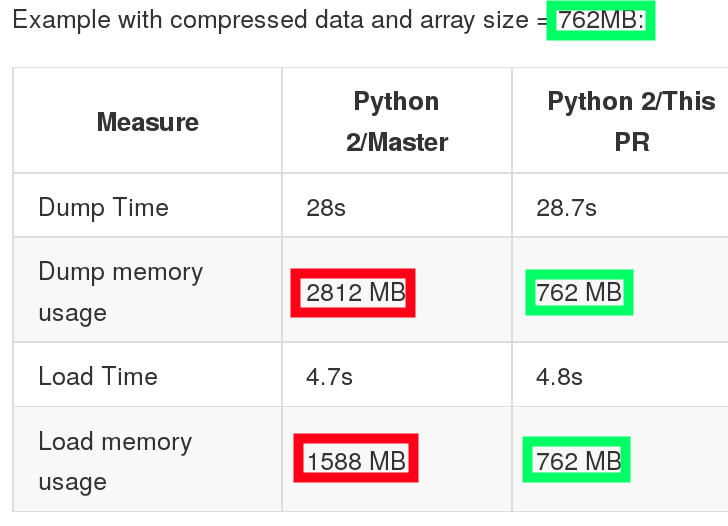 Example with compressed data and array size = 762MB:
Measure
Python 2/Master
Python 2/This PR
Dump Time
28s
28.7s
Dump memory usage
2812 MB
762 MB
Load Time
4.7s
4.8s
Load memory usage
1588 MB
762 MB